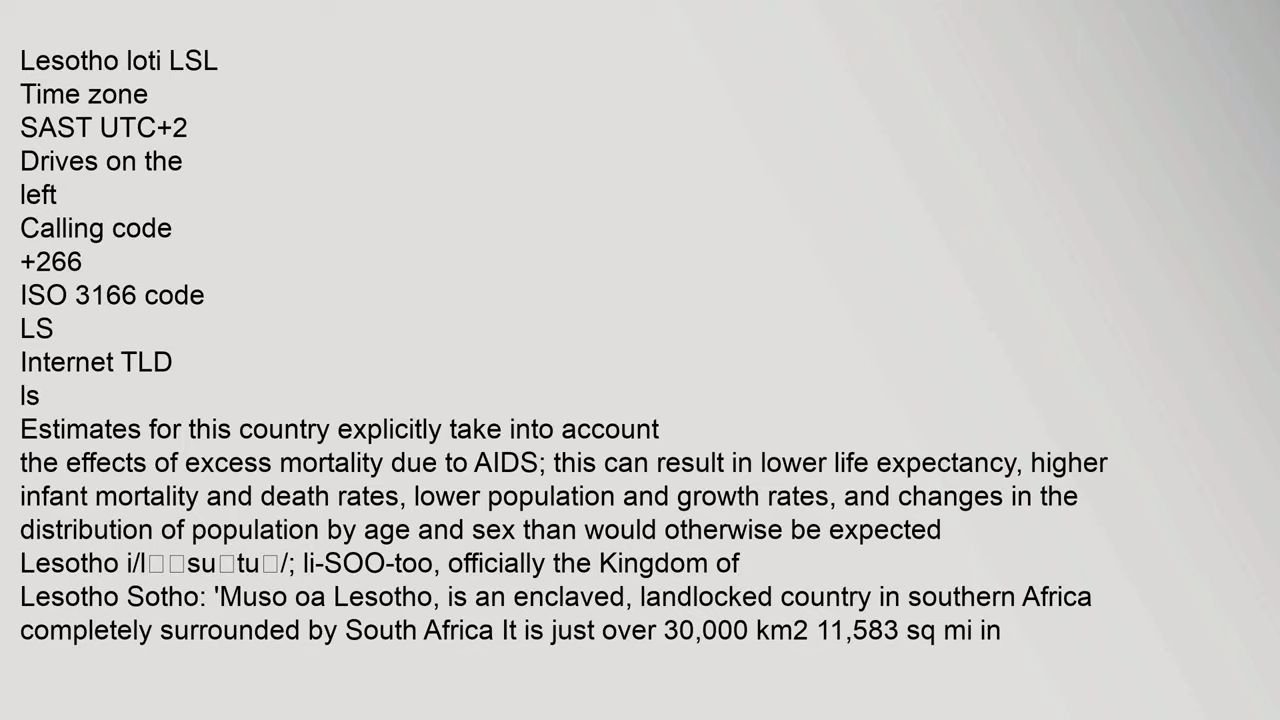 Lesotho loti LSL
Time zone
SAST UTC+2
Drives on the
left
Calling code
+266
ISO 3166 code
LS
Internet TLD
ls
Estimates for this country explicitly take into account
the effects of excess mortality due to AIDS; this can result in lower life expectancy, higher
infant mortality and death rates, lower population and growth rates, and changes in the
distribution of population by age and sex than would otherwise be expected
Lesotho i/l□□su□tu□/; li-SOO-too, officially the Kingdom of
Lesotho Sotho: 'Muso oa Lesotho, is an enclaved, landlocked country in southern Africa
completely surrounded by South Africa It is just over 30,000 km2 11,583 sq mi in